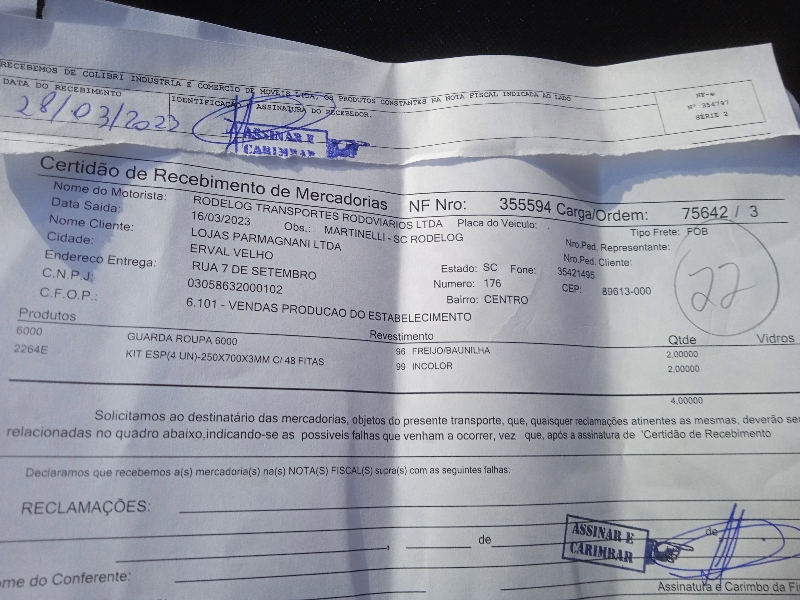 RECEBEMOS DE COLIBRI INDUSTRIA E COMERCIO DE MOVEIS LTDA, OS PRODUTOS CONSTANTES NA NOTA FISCAL INDICADA AO LADO
DATA DO RECEBIMENTO
IDENTIFICAÇÃO E ASSINATURA DO RECEBEDOR.
NF-e
Nº 354797
SÉRIE 2
28/03/2023
ASSINAR E
CARIMBAR
Certidão de Recebimento de Mercadorias NF Nro: 355594 Carga/Ordem: 75642 / 3
Nome do Motorista: RODELOG TRANSPORTES RODOVIARIOS LTDA Placa do Veiculo: . Tipo Frete: FOB
Data Saida: 16/03/2023 Obs.: MARTINELLI - SC RODELOG Nro.Ped. Representante:
Nome Cliente: LOJAS PARMAGNANI LTDA Nro.Ped. Cliente:
Cidade: ERVAL VELHO Estado: SC Fone: 35421495
Endereco Entrega: RUA 7 DE SETEMBRO Numero: 176 CEP: 89613-000
C.N.P.J: 03058632000102 Bairro: CENTRO
C.F.O.P.: 6.101 - VENDAS PRODUCAO DO ESTABELECIMENTO
22
Produtos Revestimento Qtde Vidros
6000 GUARDA ROUPA 6000 96 FREIJO/BAUNILHA 2,00000
2264E KIT ESP(4 UN)-250X700X3MM C/ 48 FITAS 99 INCOLOR 2,00000
4,00000
Solicitamos ao destinatário das mercadorias, objetos do presente transporte, que, quaisquer reclamações atinentes as mesmas, deverão ser
relacionadas no quadro abaixo,indicando-se as possiveis falhas que venham a ocorrer, vez que, após a assinatura de 'Certidão de Recebimento
Declaramos que recebemos a(s) mercadoria(s) na(s) NOTA(S) FISCAL(S) supra(s) com as seguintes falhas:
RECLAMAÇÕES:
, de de
ASSINAR E
CARIMBAR
ome do Conferente:
Assinatura e Carimbo da Fi